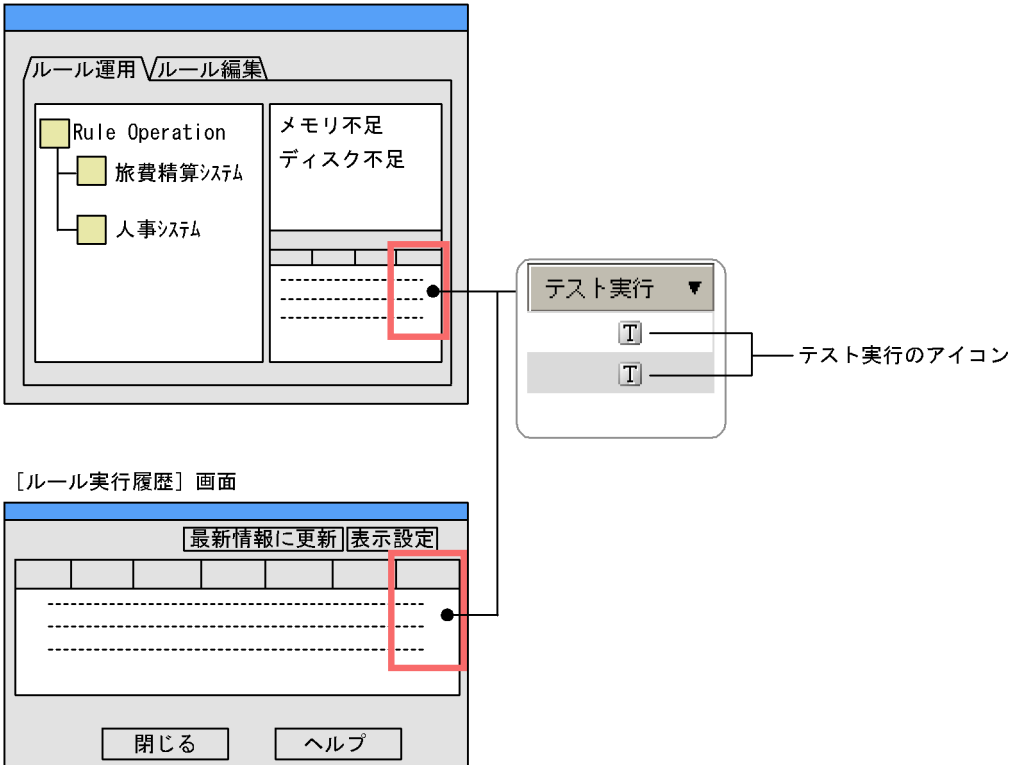 ルール運用 ルール編集
Rule Operation
旅費精算システム
人事システム
メモリ不足
ディスク不足
テスト実行 ▼
T
T
テスト実行のアイコン
[ルール実行履歴] 画面
最新情報に更新 表示設定
閉じる ヘルプ